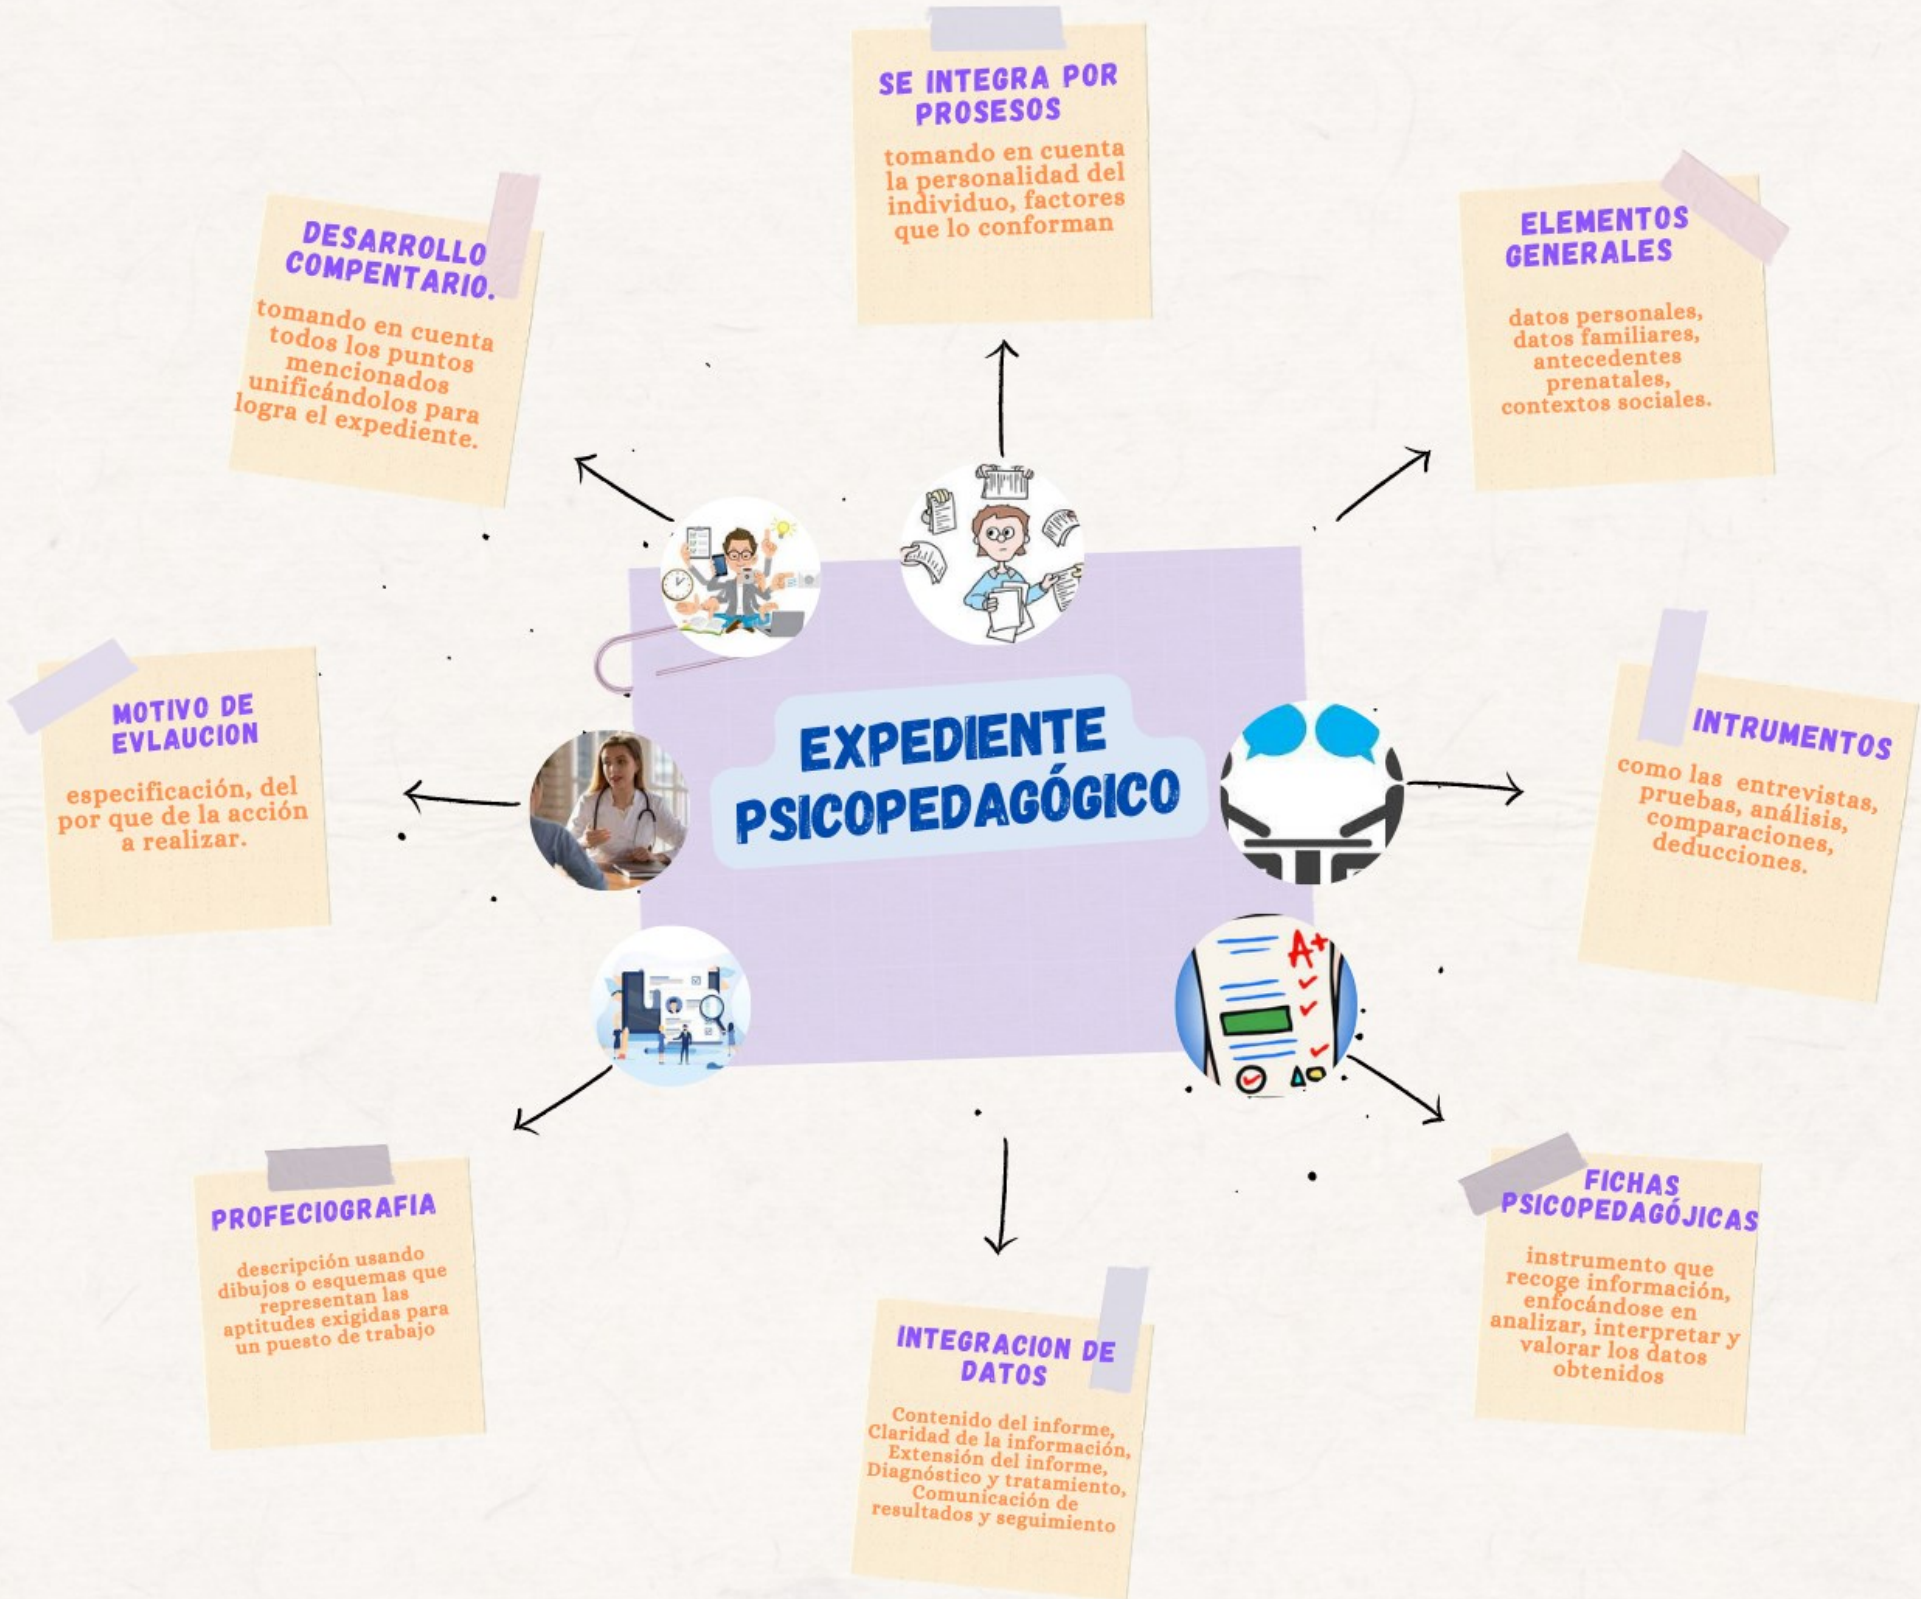 SE INTEGRA POR
PROSESOS
tomando en cuenta
la personalidad del
individuo, factores
que lo conforman
DESARROLLO
COMPENTARIO.
tomando en cuenta
todos los puntos
mencionados
unificándolos para
logra el expediente.
ELEMENTOS
GENERALES
datos personales,
datos familiares,
antecedentes
prenatales,
contextos sociales.
MOTIVO DE
EVLAUCION
especificación, del
por que de la acción
a realizar.
EXPEDIENTE
PSICOPEDAGÓGICO
INTRUMENTOS
como las entrevistas,
pruebas, análisis,
comparaciones,
deducciones.
A+
PROFECIOGRAFIA
descripción usando
dibujos o esquemas que
representan las
aptitudes exigidas para
un puesto de trabajo
INTEGRACION DE
DATOS
Contenido del informe,
Claridad de la información,
Extensión del informe,
Diagnóstico y tratamiento,
Comunicación de
resultados y seguimiento
FICHAS
PSICOPEDAGÓJICAS
instrumento que
recoge información,
enfocándose en
analizar, interpretar y
valorar los datos
obtenidos